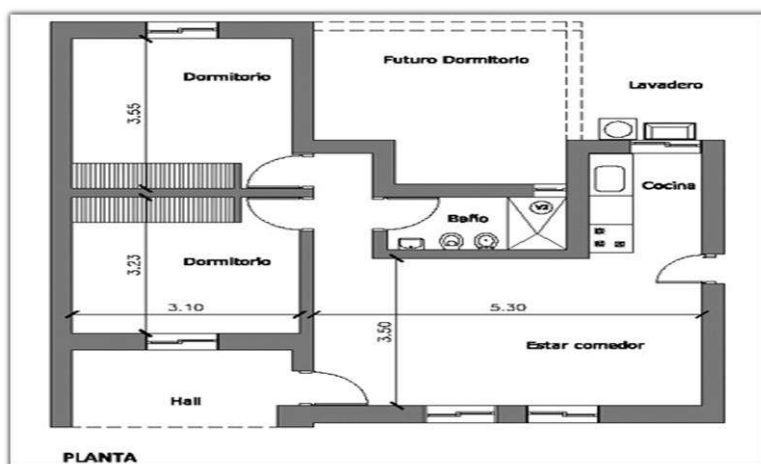 Dormitorio
Futuro Dormitorio
Lavadero
3.55
Cocina
Baño
V2
Dormitorio
3.23
3.10
5.30
3.50
Estar comedor
Hall
PLANTA